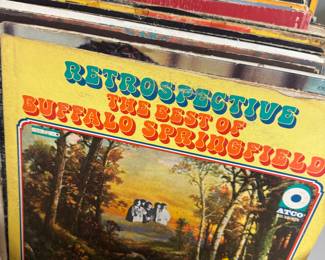 RETROSPECTIVE
THE BEST OF
BUFFALO SPRINGFIELD
ATCO